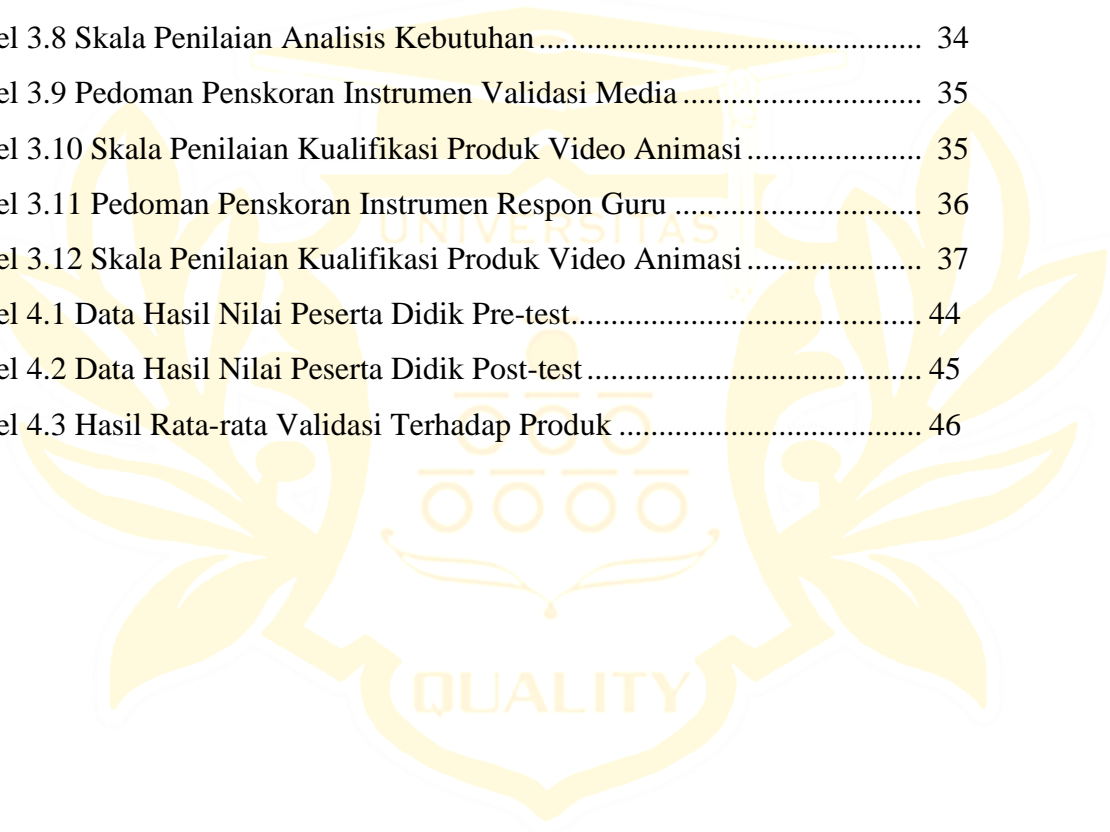 el 3.8 Skala Penilaian Analisis Kebutuhan ............................................. 34
el 3.9 Pedoman Penskoran Instrumen Validasi Media ............................ 35
el 3.10 Skala Penilaian Kualifikasi Produk Video Animasi ..................... 35
el 3.11 Pedoman Penskoran Instrumen Respon Guru .............................. 36
el 3.12 Skala Penilaian Kualifikasi Produk Video Animasi ..................... 37
UNIVERSITAS
el 4.1 Data Hasil Nilai Peserta Didik Pre-test.......................................... 44
el 4.2 Data Hasil Nilai Peserta Didik Post-test ........................................ 45
el 4.3 Hasil Rata-rata Validasi Terhadap Produk .................................... 46
QUALITY